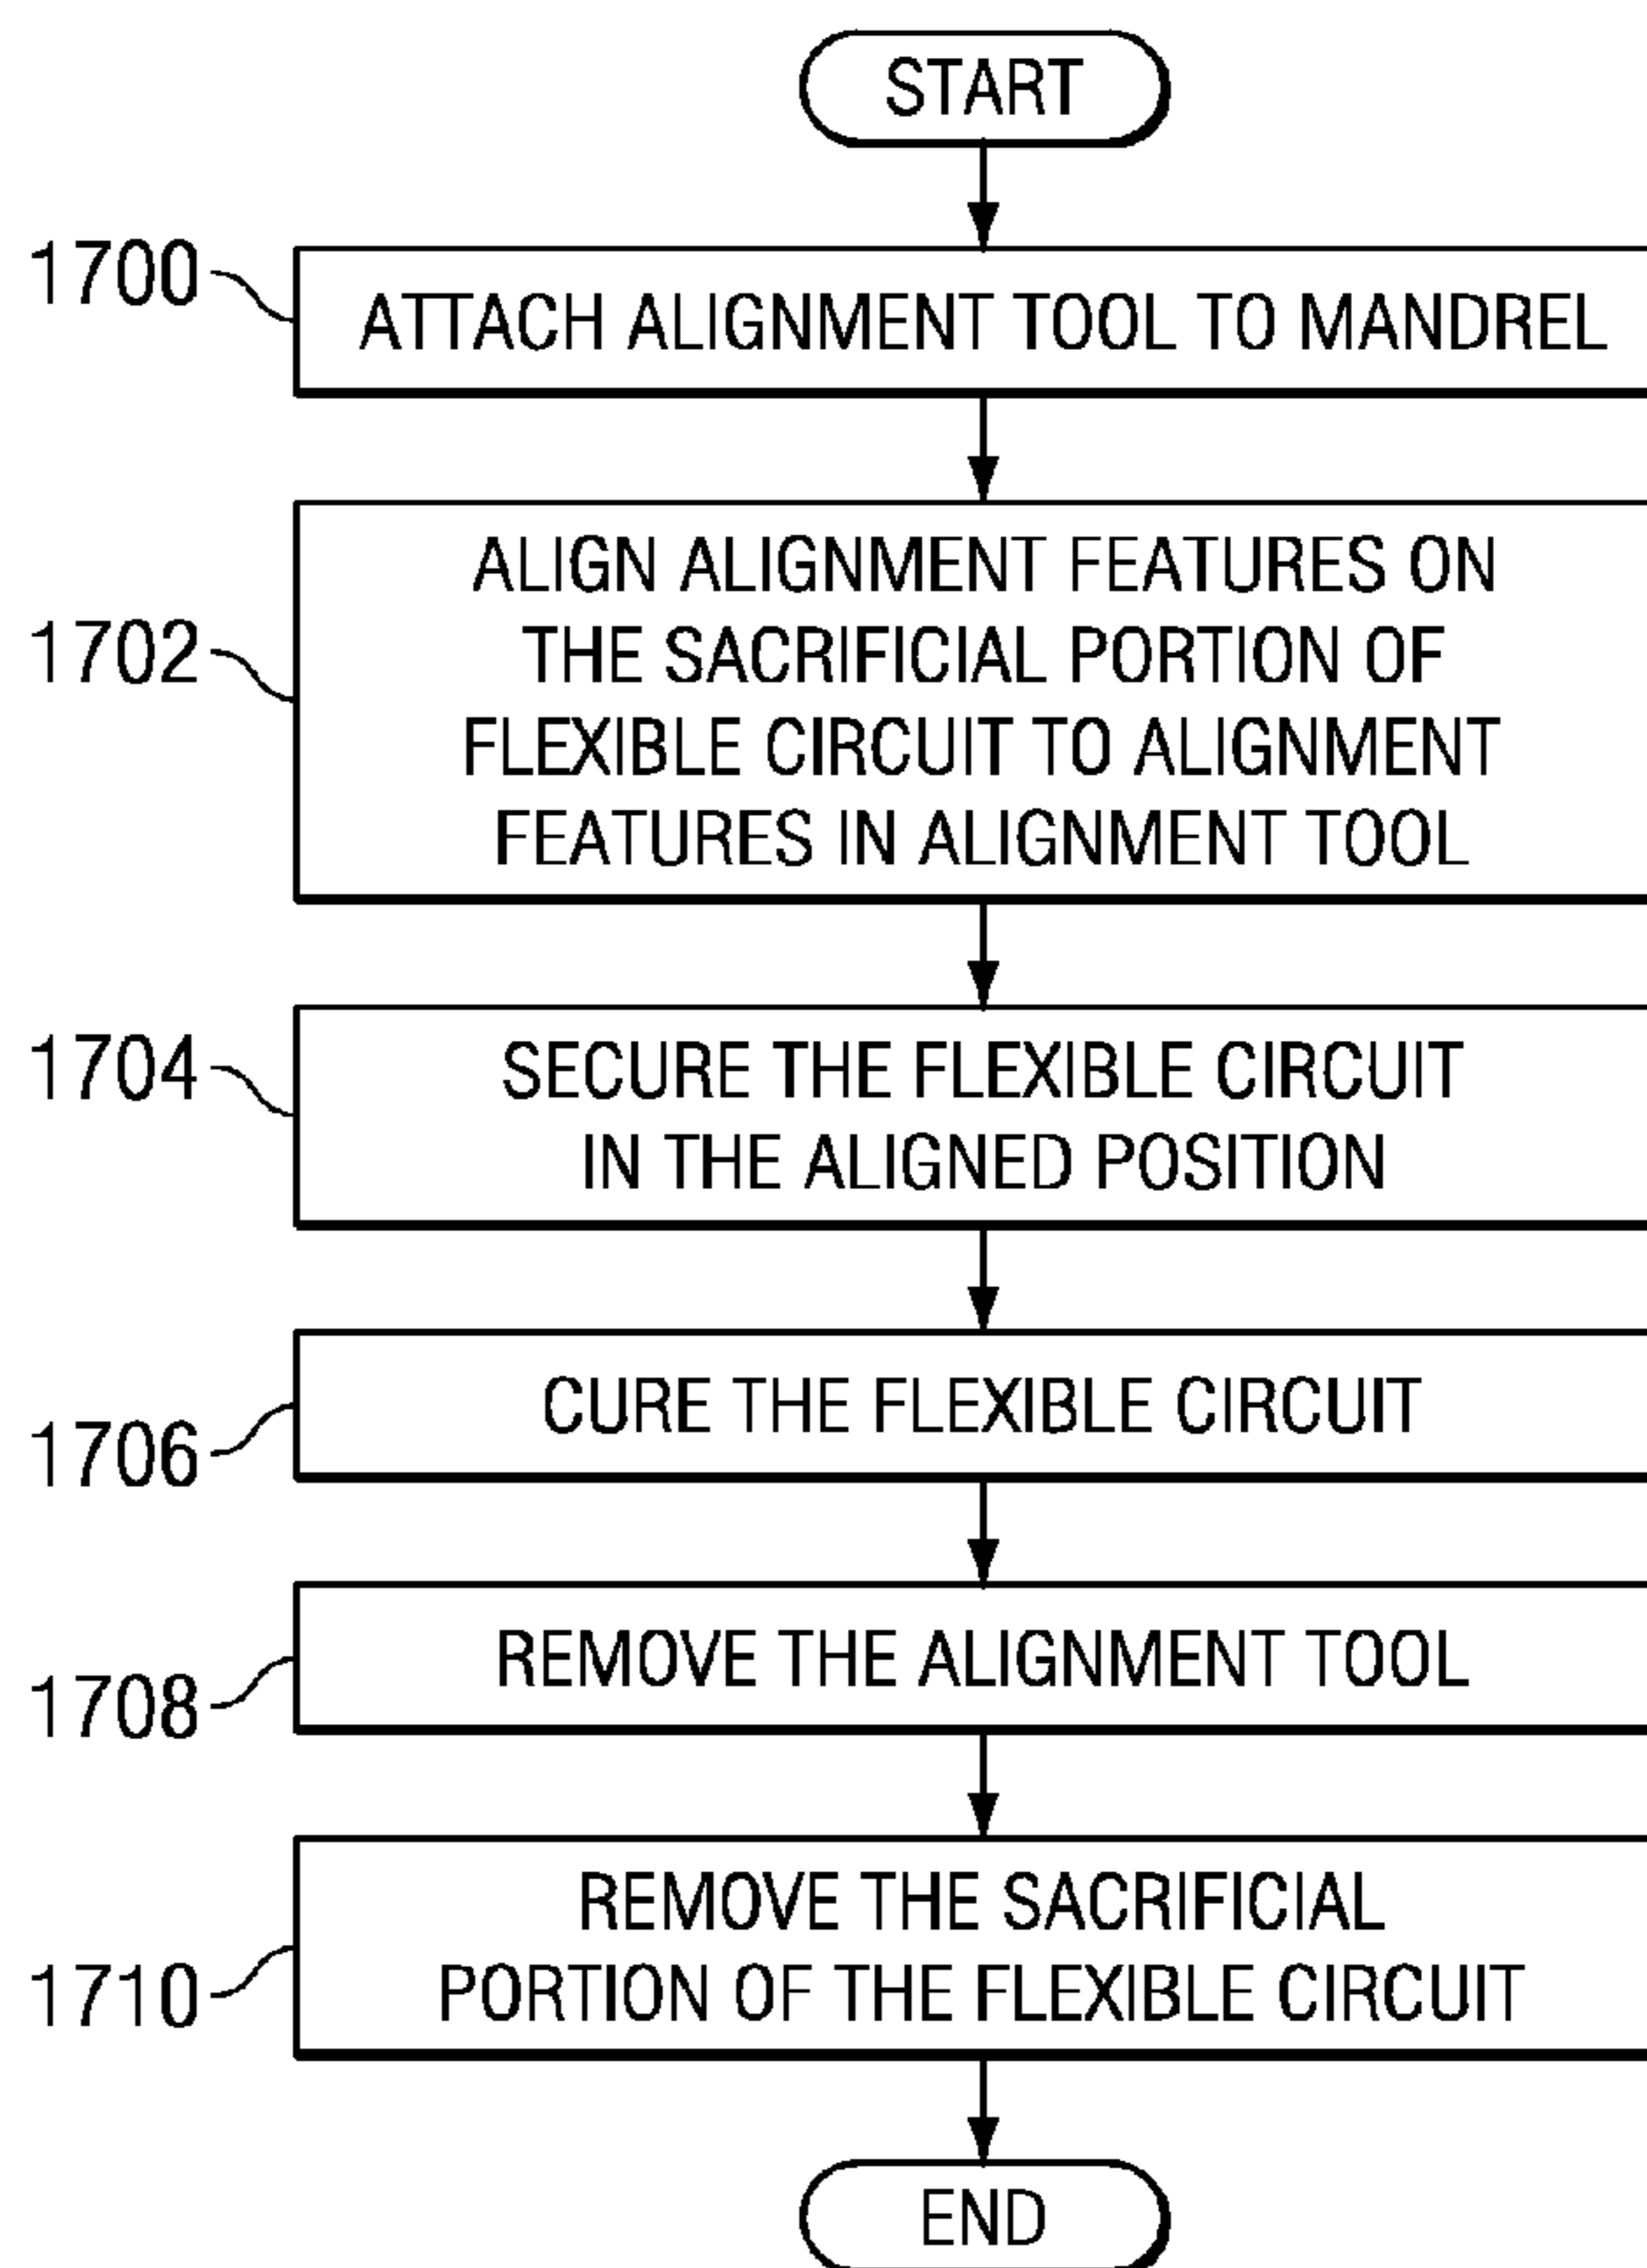 START
1700
ATTACH ALIGNMENT TOOL TO MANDREL
1702
ALIGN ALIGNMENT FEATURES ON
THE SACRIFICIAL PORTION OF
FLEXIBLE CIRCUIT TO ALIGNMENT
FEATURES IN ALIGNMENT TOOL
1704
SECURE THE FLEXIBLE CIRCUIT
IN THE ALIGNED POSITION
1706
CURE THE FLEXIBLE CIRCUIT
1708
REMOVE THE ALIGNMENT TOOL
1710
REMOVE THE SACRIFICIAL
PORTION OF THE FLEXIBLE CIRCUIT
END